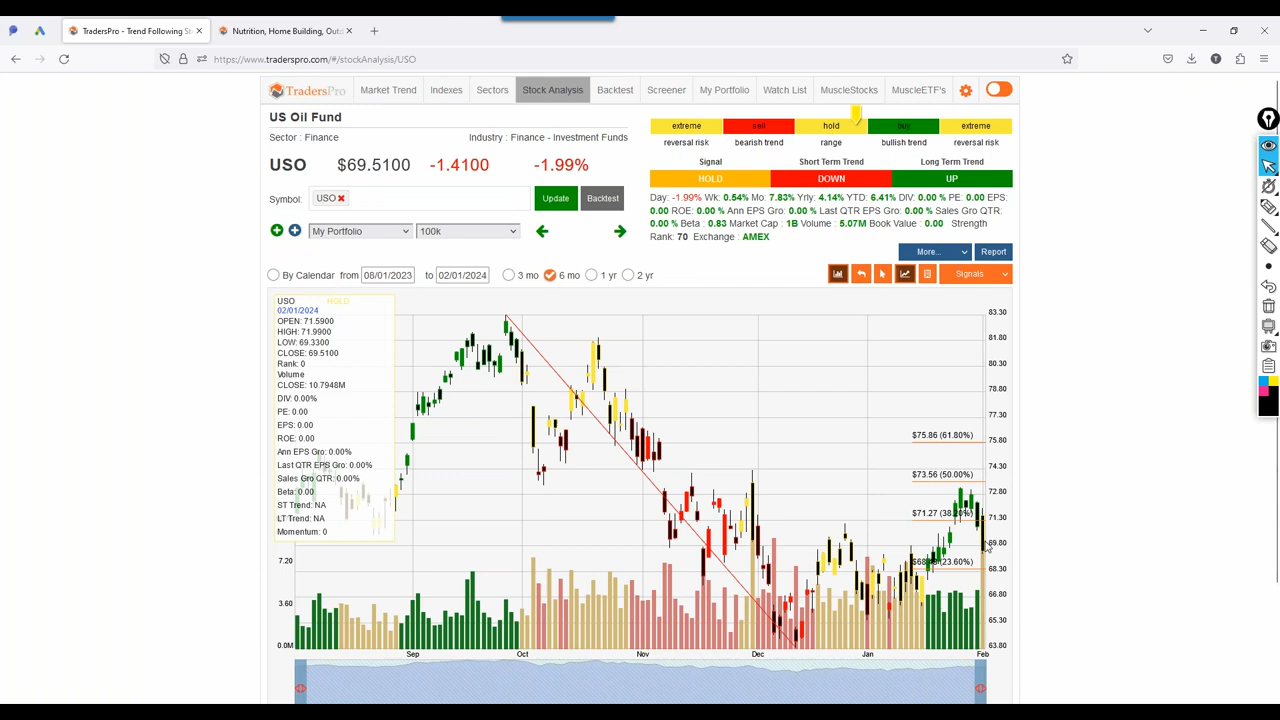 TradersPro - Trend Following St
Nutrition, Home Building, Outd
https://www.traderspro.com/#/stockAnalysis/USO
TradersPro
Market Trend
Indexes
Sectors
Stock Analysis
Backtest
Screener
My Portfolio
Watch List
MuscleStocks
MuscleETF's
US Oil Fund
Sector : Finance
Industry : Finance - Investment Funds
USO $69.5100 -1.4100 -1.99%
Symbol: USO
Update
Backtest
My Portfolio
100k
extreme sell hold buy extreme
reversal risk bearish trend range bullish trend reversal risk
Signal Short Term Trend Long Term Trend
HOLD DOWN UP
Day: -1.99% Wk: 0.54% Mo: 7.83% Yrly: 4.14% YTD: 6.41% DIV: 0.00 % PE: 0.00 EPS:
0.00 ROE: 0.00 % Ann EPS Gro: 0.00 % Last QTR EPS Gro: 0.00 % Sales Gro QTR:
0.00 % Beta : 0.83 Market Cap : 1B Volume : 5.07M Book Value : 0.00 Strength
Rank: 70 Exchange : AMEX
More...
Report
By Calendar from 08/01/2023 to 02/01/2024
3 mo
6 mo
1 yr
2 yr
Signals
USO HOLD
02/01/2024
OPEN: 71.5900
HIGH: 71.9900
LOW: 69.3300
CLOSE: 69.5100
Rank: 0
Volume
CLOSE: 10.7948M
DIV: 0.00%
PE: 0.00
EPS: 0.00
ROE: 0.00
Ann EPS Gro: 0.00%
Last QTR EPS Gro: 0.00%
Sales Gro QTR: 0.00%
Beta: 0.00
ST Trend: NA
LT Trend: NA
Momentum: 0
7.20
3.60
0.0M
$75.86 (61.80%)
$73.56 (50.00%)
$71.27 (38.20%)
83.30
81.80
80.30
78.80
77.30
75.80
74.30
72.80
71.30
69.80
68.30
66.80
65.30
63.80
Sep
Oct
Nov
Dec
Jan
Feb